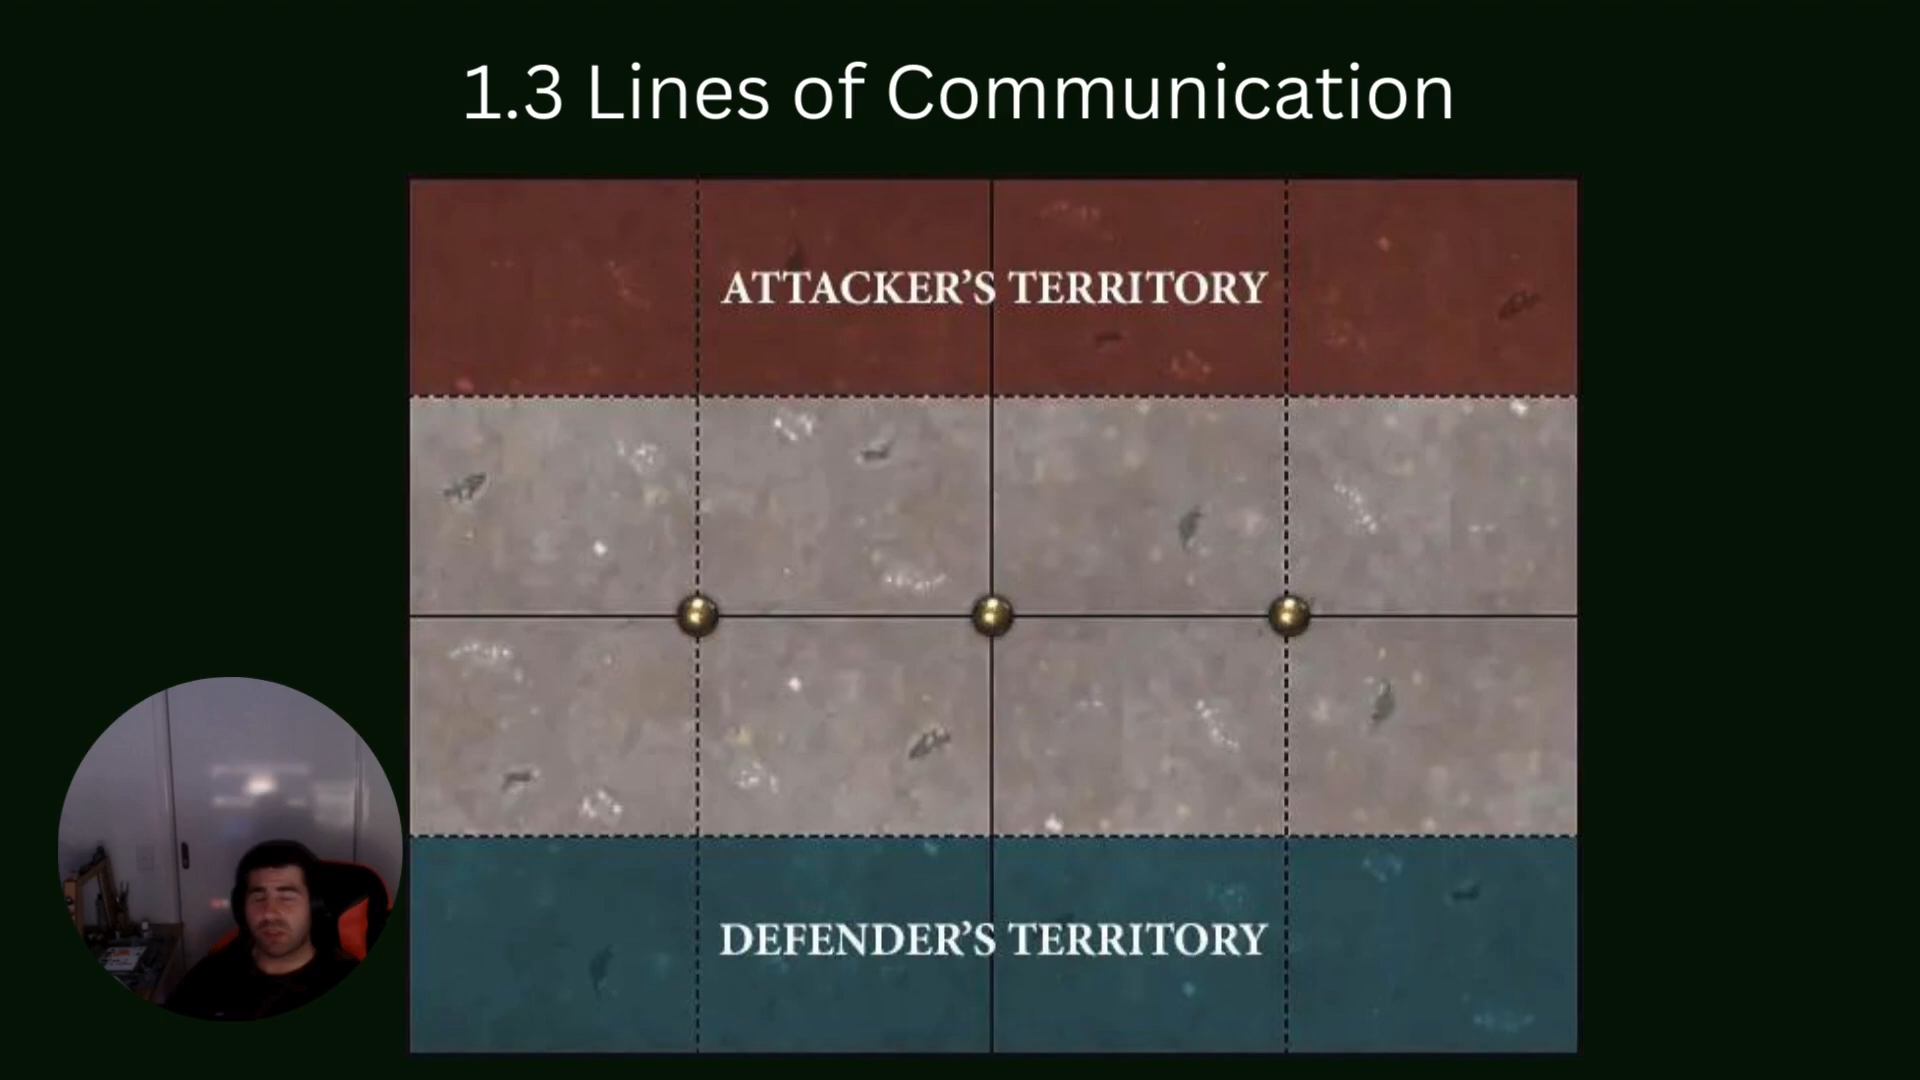 1.3 Lines of Communication
ATTACKER'S TERRITORY
DEFENDER'S TERRITORY